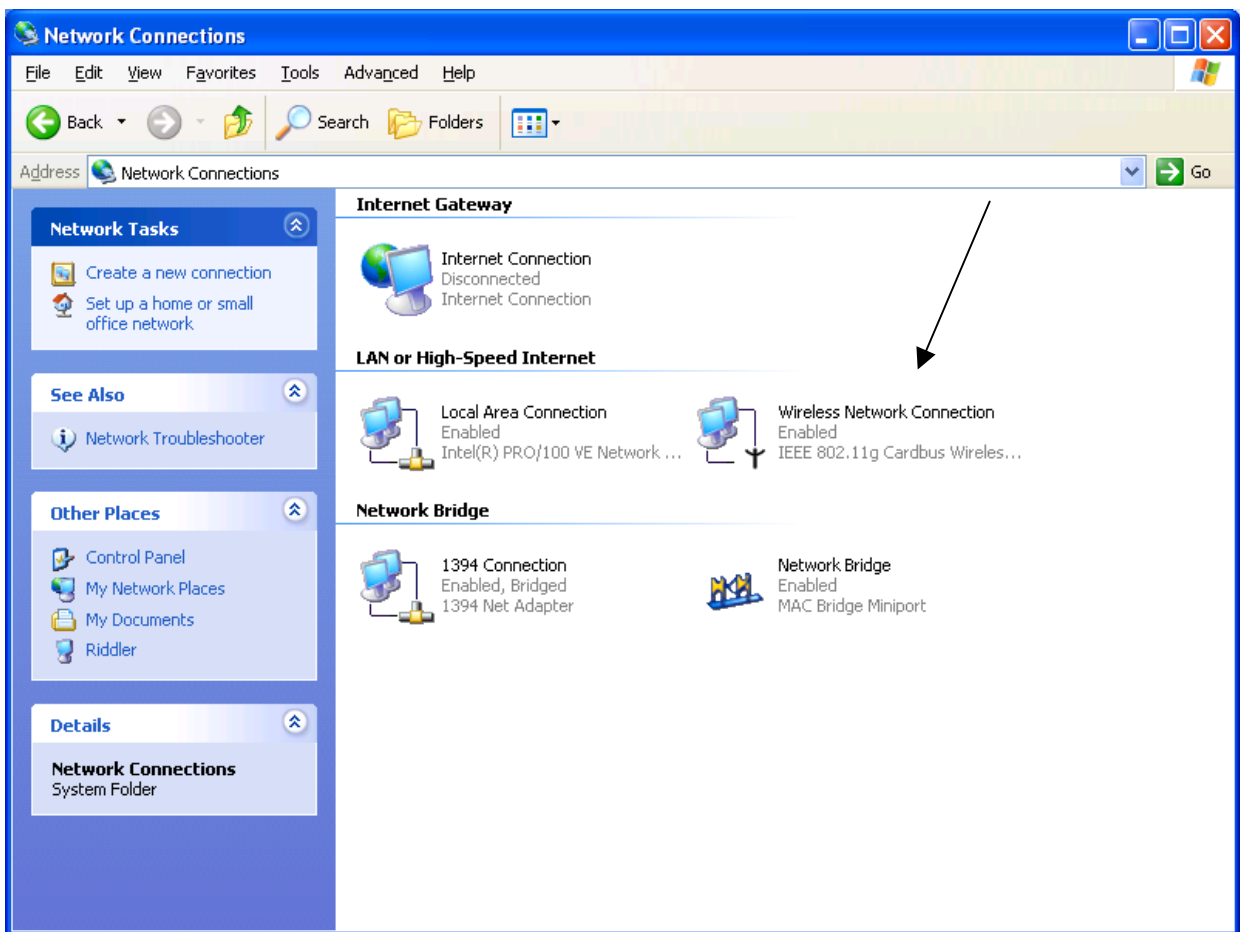 Network Connections
File Edit View Favorites Tools Advanced Help
Back Search Folders
Address Network Connections Go
Network Tasks
Create a new connection
Set up a home or small
office network
See Also
Network Troubleshooter
Other Places
Control Panel
My Network Places
My Documents
Riddler
Details
Network Connections
System Folder
Internet Gateway
Internet Connection
Disconnected
Internet Connection
LAN or High-Speed Internet
Local Area Connection
Enabled
Intel(R) PRO/100 VE Network ...
Wireless Network Connection
Enabled
IEEE 802.11g Cardbus Wireles...
Network Bridge
1394 Connection
Enabled, Bridged
1394 Net Adapter
Network Bridge
Enabled
MAC Bridge Miniport